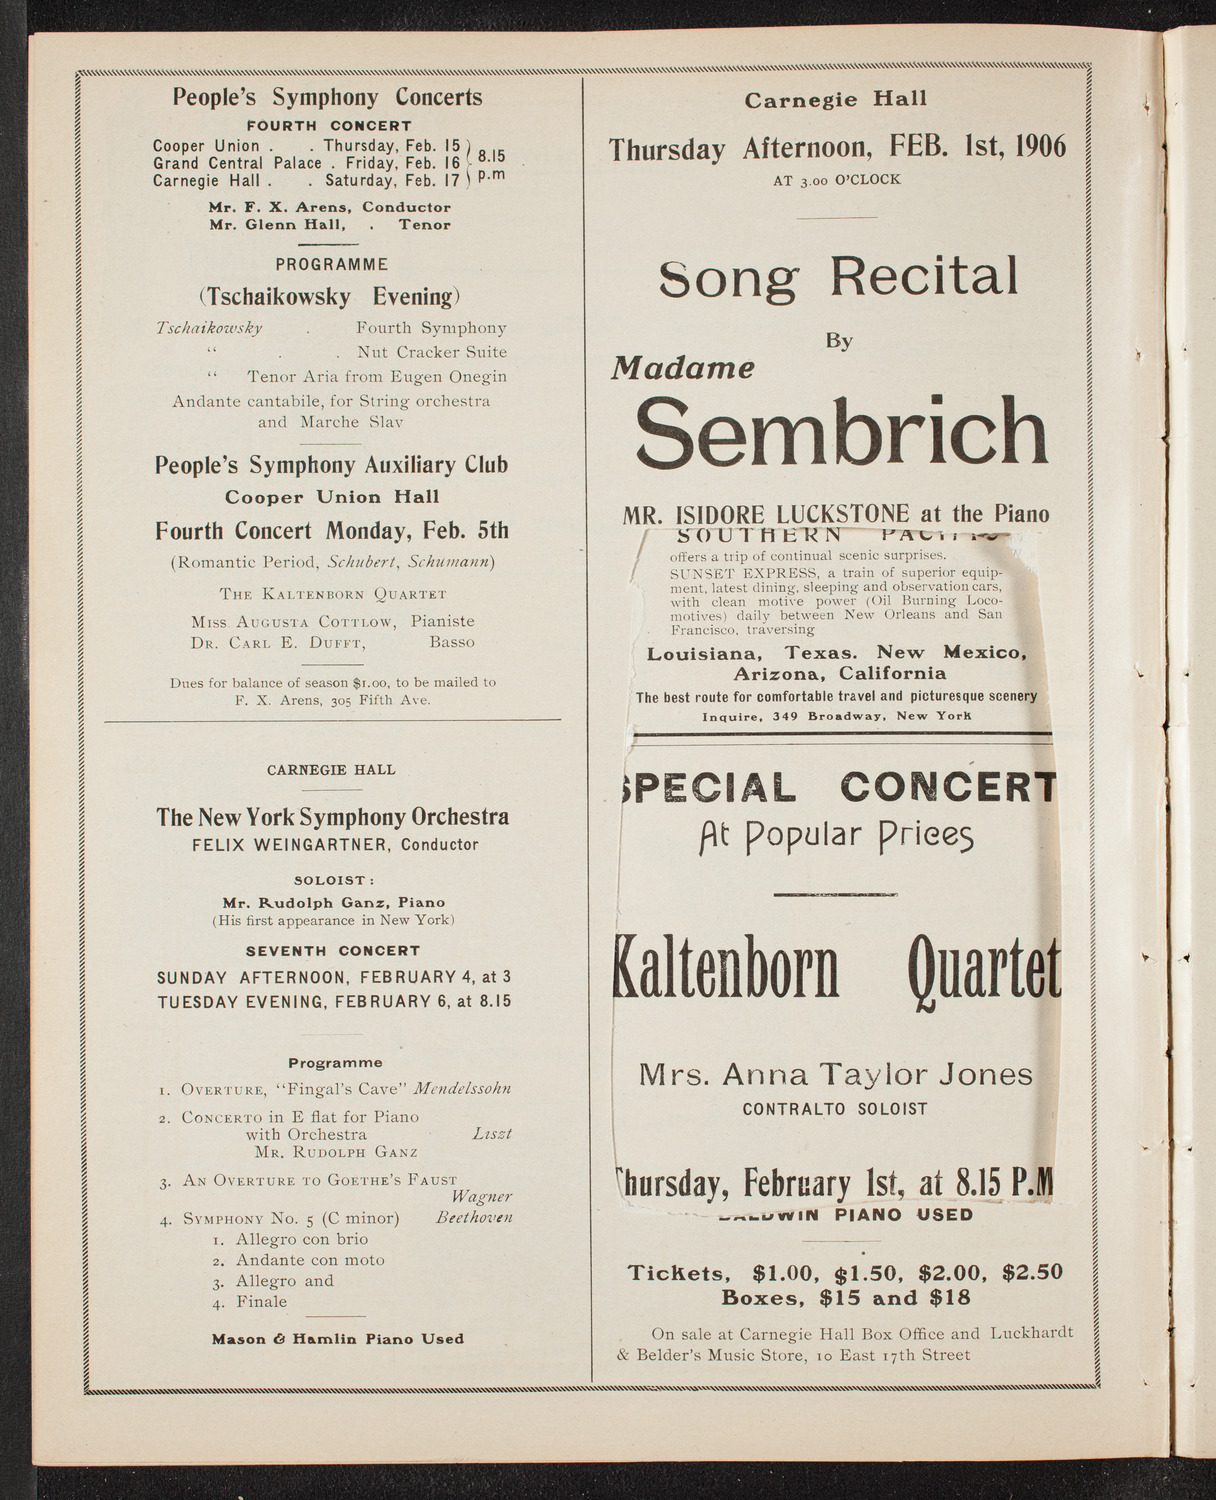 People's Symphony Concerts
FOURTH CONCERT
Cooper Union . . Thursday, Feb. 15
Grand Central Palace . Friday, Feb. 16
Carnegie Hall . . Saturday, Feb. 17
8.15
p.m
Mr. F. X. Arens, Conductor
Mr. Glenn Hall, . Tenor
PROGRAMME
(Tschaikowsky Evening)
Tschaikowsky . Fourth Symphony
“ . . Nut Cracker Suite
“ Tenor Aria from Eugen Onegin
Andante cantabile, for String orchestra
and Marche Slav
People's Symphony Auxiliary Club
Cooper Union Hall
Fourth Concert Monday, Feb. 5th
(Romantic Period, Schubert, Schumann)
THE KALTENBORN QUARTET
MISS AUGUSTA COTTLOW, Pianiste
DR. CARL E. DUFFT, Basso
Dues for balance of season $1.00, to be mailed to
F. X. Arens, 305 Fifth Ave.
CARNEGIE HALL
The New York Symphony Orchestra
FELIX WEINGARTNER, Conductor
SOLOIST:
Mr. Rudolph Ganz, Piano
(His first appearance in New York)
SEVENTH CONCERT
SUNDAY AFTERNOON, FEBRUARY 4, at 3
TUESDAY EVENING, FEBRUARY 6, at 8.15
Programme
1. OVERTURE, “Fingal's Cave” Mendelssohn
2. CONCERTO in E flat for Piano
with Orchestra Liszt
MR. RUDOLPH GANZ
3. AN OVERTURE TO GOETHE'S FAUST
Wagner
4. SYMPHONY No. 5 (C minor) Beethoven
1. Allegro con brio
2. Andante con moto
3. Allegro and
4. Finale
Mason & Hamlin Piano Used
Carnegie Hall
Thursday Afternoon, FEB. 1st, 1906
AT 3.00 O'CLOCK
Song Recital
By
Madame
Sembrich
MR. ISIDORE LUCKSTONE at the Piano
SOUTHERN PACIFIC
offers a trip of continual scenic surprises.
SUNSET EXPRESS, a train of superior equip-
ment, latest dining, sleeping and observation cars,
with clean motive power (Oil Burning Loco-
motives) daily between New Orleans and San
Francisco, traversing
Louisiana, Texas. New Mexico,
Arizona, California
The best route for comfortable travel and picturesque scenery
Inquire, 349 Broadway, New York
SPECIAL CONCERT
At Popular Prices
Kaltenborn Quartet
Mrs. Anna Taylor Jones
CONTRALTO SOLOIST
Thursday, February 1st, at 8.15 P.M
BALDWIN PIANO USED
Tickets, $1.00, $1.50, $2.00, $2.50
Boxes, $15 and $18
On sale at Carnegie Hall Box Office and Luckhardt
& Belder's Music Store, 10 East 17th Street